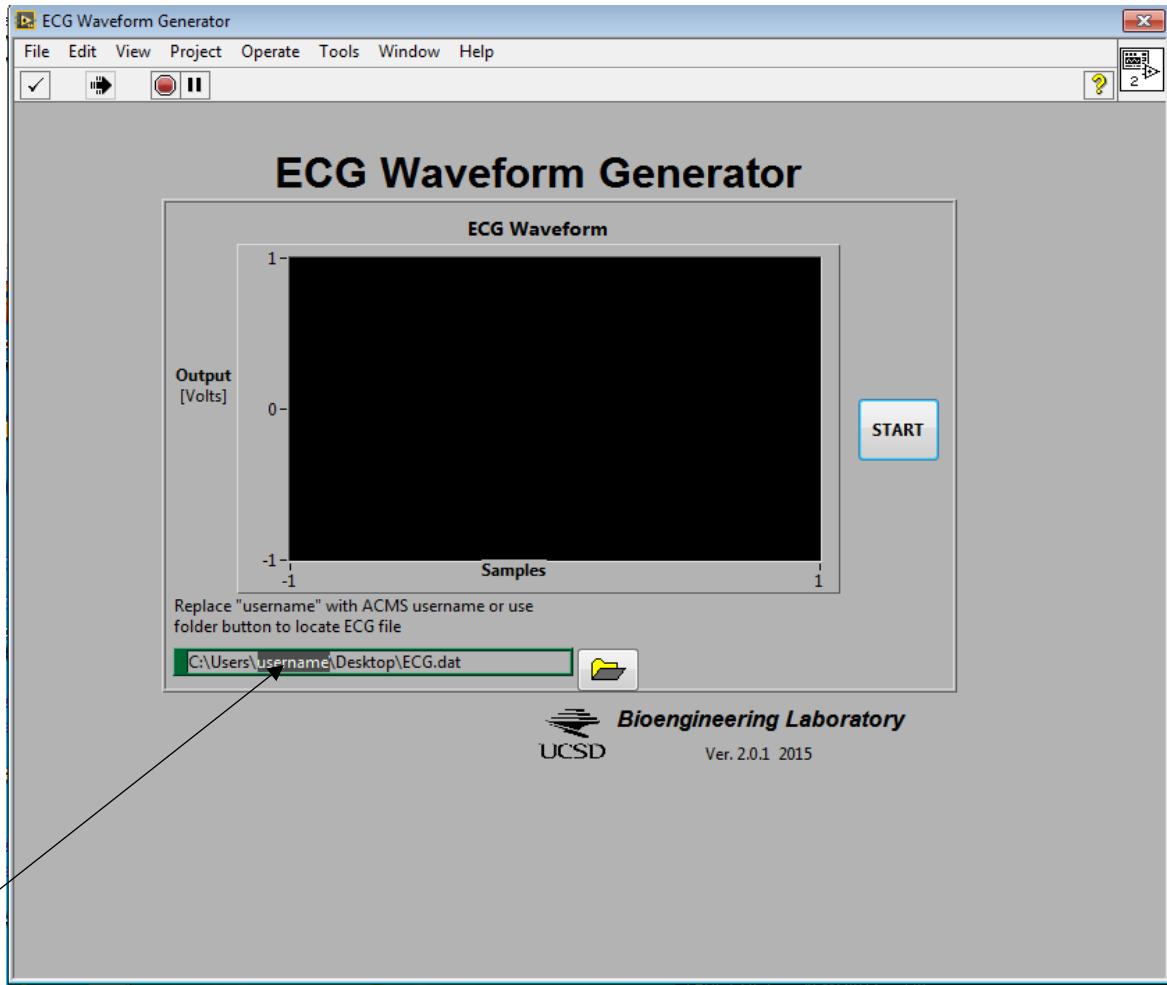 ECG Waveform Generator
File Edit View Project Operate Tools Window Help
2
ECG Waveform Generator
ECG Waveform
1
Output
[Volts]
0
START
-1
-1
Samples
1
Replace "username" with ACMS username or use
folder button to locate ECG file
C:\Users\username\Desktop\ECG.dat
Bioengineering Laboratory
UCSD
Ver. 2.0.1 2015